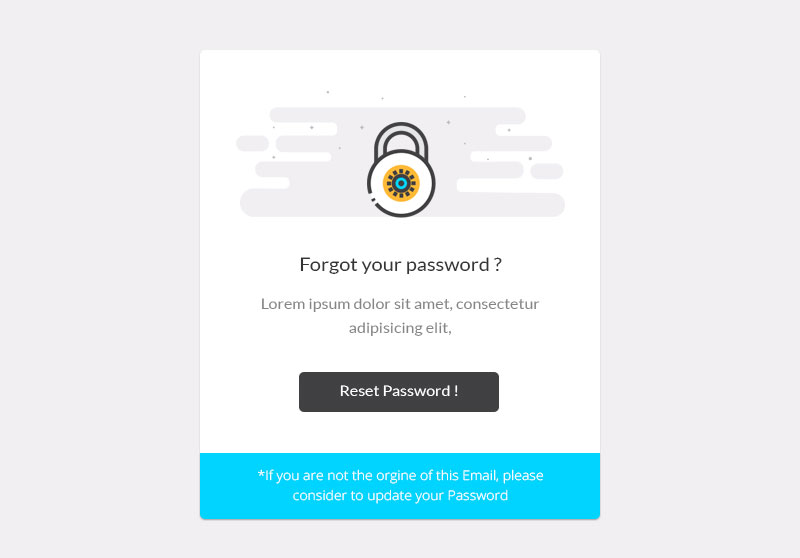 Forgot your password ?
Lorem ipsum dolor sit amet, consectetur
adipisicing elit,
Reset Password !
*If you are not the orgine of this Email, please
consider to update your Password